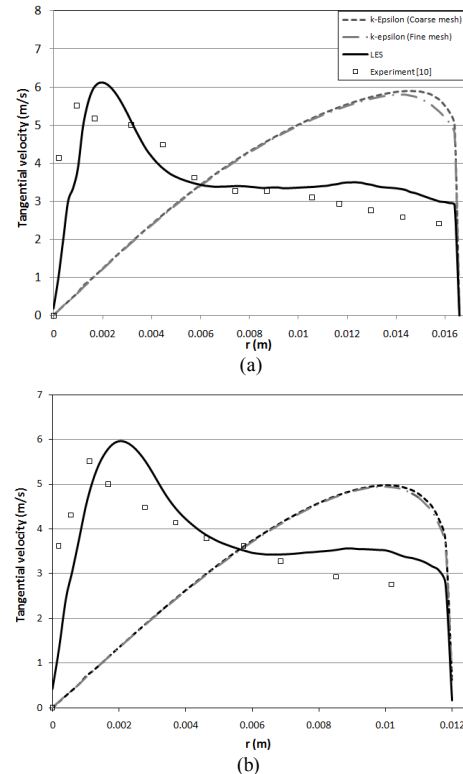 k-Epsilon (Coarse mesh)
k-epsilon (Fine mesh)
LES
Experiment [10]
Tangential velocity (m/s)
7
6
5
4
3
2
1
0
0 0.002 0.004 0.006 0.008 0.01 0.012 0.014 0.016
r (m)
(a)
Tangential velocity (m/s)
7
6
5
4
3
2
1
0
0 0.002 0.004 0.006 0.008 0.01 0.012
r (m)
(b)